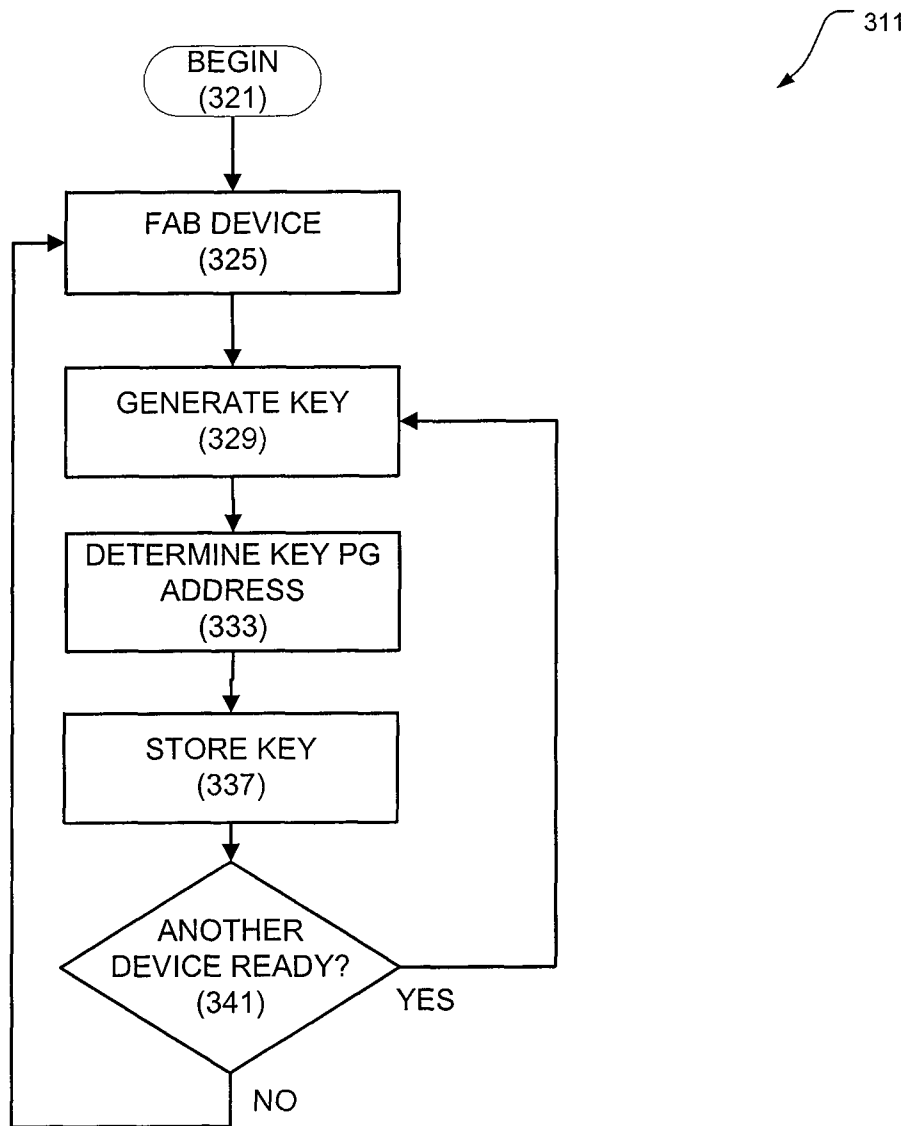 311
BEGIN
(321)
FAB DEVICE
(325)
GENERATE KEY
(329)
DETERMINE KEY PG
ADDRESS
(333)
STORE KEY
(337)
ANOTHER
DEVICE READY?
(341)
YES
NO